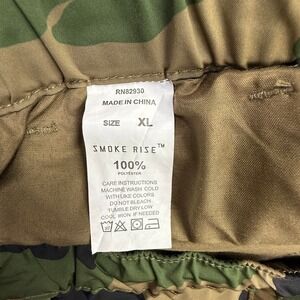 RN82930
MADE IN CHINA
SIZE XL
SMOKE RISE™
100%
POLYESTER
CLEANING INSTRUCTIONS
MACHINE WASH COLD
WITH LIKE COLORS
DO NOT BLEACH
TUMBLE DRY LOW
COOL IRON IF NEEDED